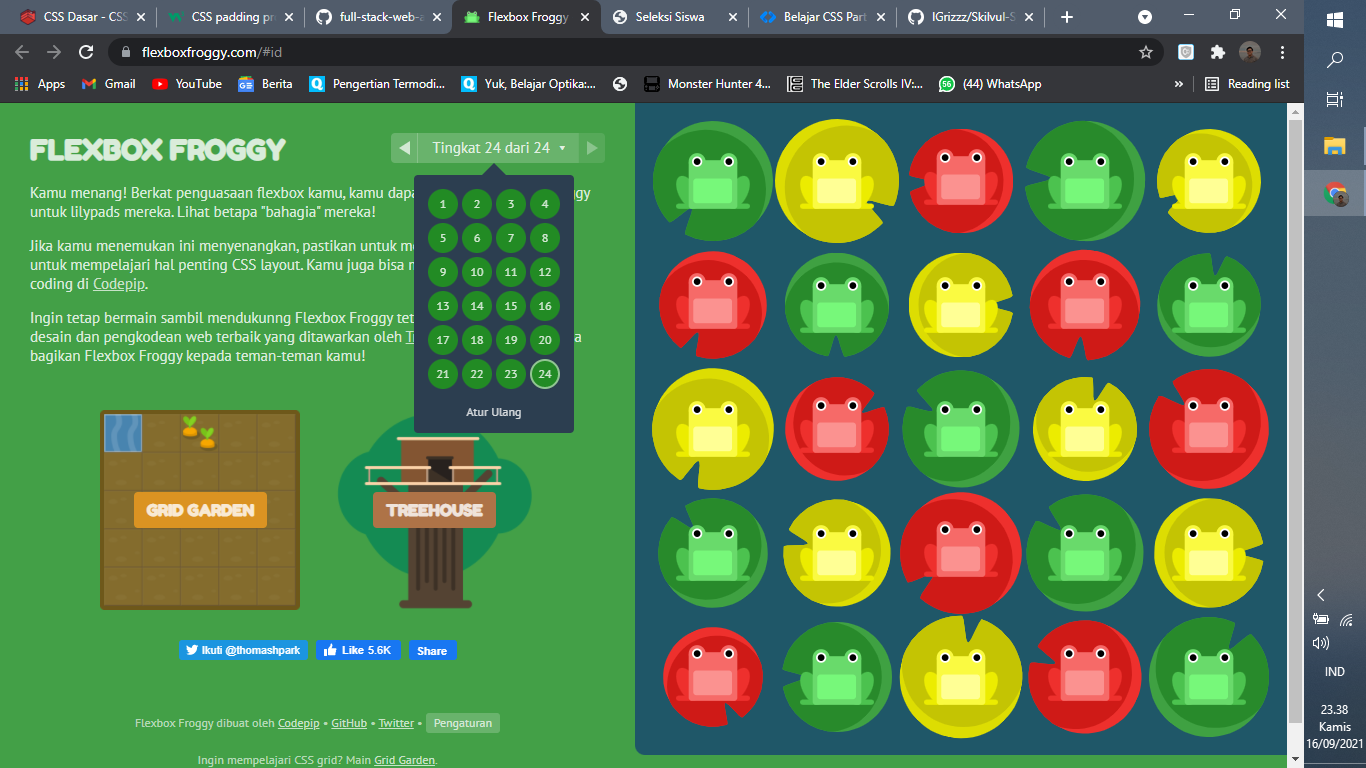 CSS Dasar - CSS
CSS padding pr
full-stack-web-a
Flexbox Froggy
Seleksi Siswa
Belajar CSS Part
IGrizzz/Skilvul-S
flexboxfroggy.com/#id
Apps
Gmail
YouTube
Berita
Pengertian Termodi...
Yuk, Belajar Optika:...
Monster Hunter 4...
The Elder Scrolls IV:...
(44) WhatsApp
»
Reading list
FLEXBOX FROGGY
Tingkat 24 dari 24
Kamu menang! Berkat penguasaan flexbox kamu, kamu dapa
ggy
untuk lilypads mereka. Lihat betapa "bahagia" mereka!
Jika kamu menemukan ini menyenangkan, pastikan untuk m
untuk mempelajari hal penting CSS layout. Kamu juga bisa
coding di Codepip.
Ingin tetap bermain sambil mendukunng Flexbox Froggy tet
desain dan pengkodean web terbaik yang ditawarkan oleh
a
bagikan Flexbox Froggy kepada teman-teman kamu!
1 2 3 4
5 6 7 8
9 10 11 12
13 14 15 16
17 18 19 20
21 22 23 24
Atur Ulang
GRID GARDEN
TREEHOUSE
Ikuti @thomashpark
Like 5.6K
Share
Flexbox Froggy dibuat oleh Codepip • GitHub • Twitter • Pengaturan
Ingin mempelajari CSS grid? Main Grid Garden.
IND
23.38
Kamis
16/09/2021